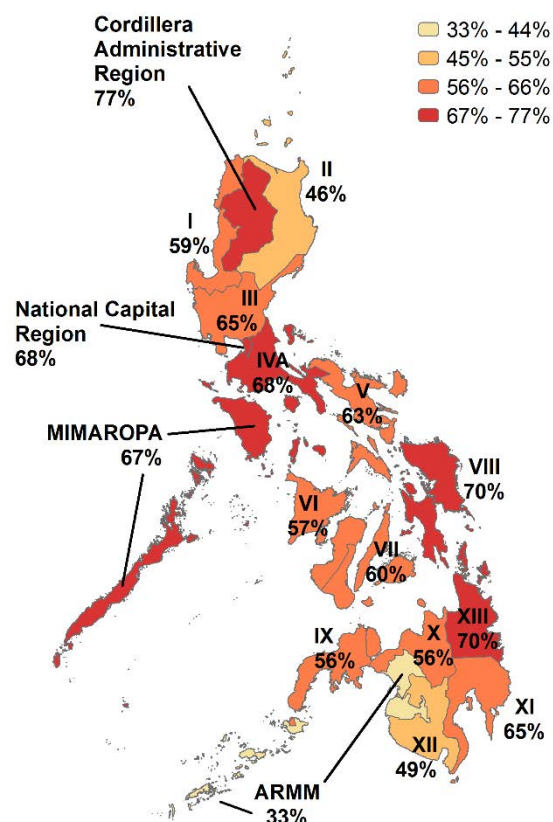 Cordillera
Administrative
Region
77%
33% - 44%
45% - 55%
56% - 66%
67% - 77%
II
46%
I
59%
III
65%
National Capital
Region
68%
IVA
68%
V
63%
MIMAROPA
67%
VIII
70%
VI
57%
VII
60%
XIII
70%
IX
56%
X
56%
XI
65%
XII
49%
ARMM
33%